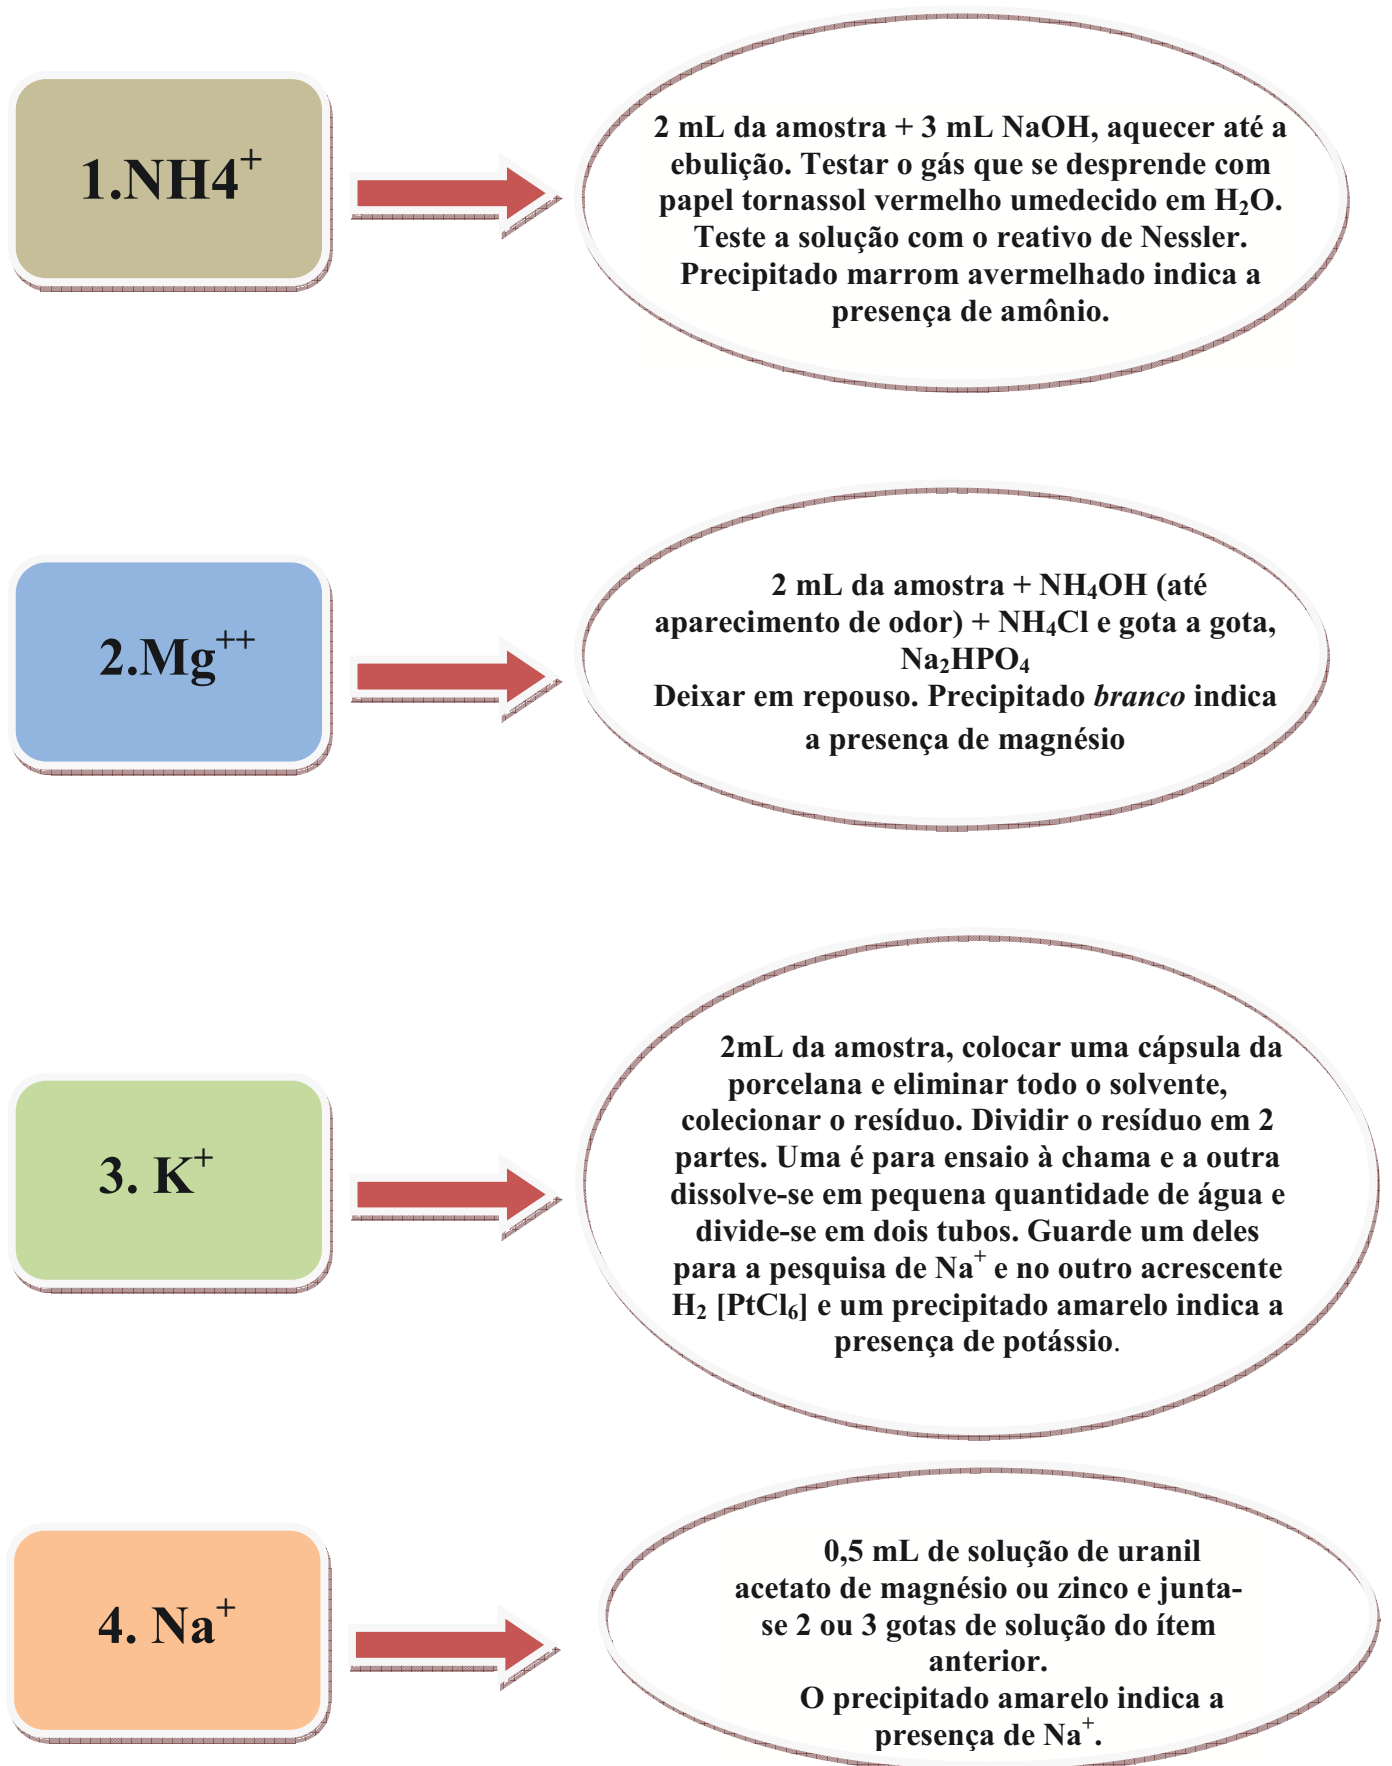 1.NH4⁺
2 mL da amostra + 3 mL NaOH, aquecer até a
ebulição. Testar o gás que se desprende com
papel tornassol vermelho umedecido em H₂O.
Teste a solução com o reativo de Nessler.
Precipitado marrom avermelhado indica a
presença de amônio.
2.Mg⁺⁺
2 mL da amostra + NH₄OH (até
aparecimento de odor) + NH₄Cl e gota a gota,
Na₂HPO₄
Deixar em repouso. Precipitado branco indica
a presença de magnésio
3. K⁺
2mL da amostra, colocar uma cápsula da
porcelana e eliminar todo o solvente,
colecionar o resíduo. Dividir o resíduo em 2
partes. Uma é para ensaio à chama e a outra
dissolve-se em pequena quantidade de água e
divide-se em dois tubos. Guarde um deles
para a pesquisa de Na⁺ e no outro acrescente
H₂ [PtCl₆] e um precipitado amarelo indica a
presença de potássio.
4. Na⁺
0,5 mL de solução de uranil
acetato de magnésio ou zinco e junta-
se 2 ou 3 gotas de solução do ítem
anterior.
O precipitado amarelo indica a
presença de Na⁺.